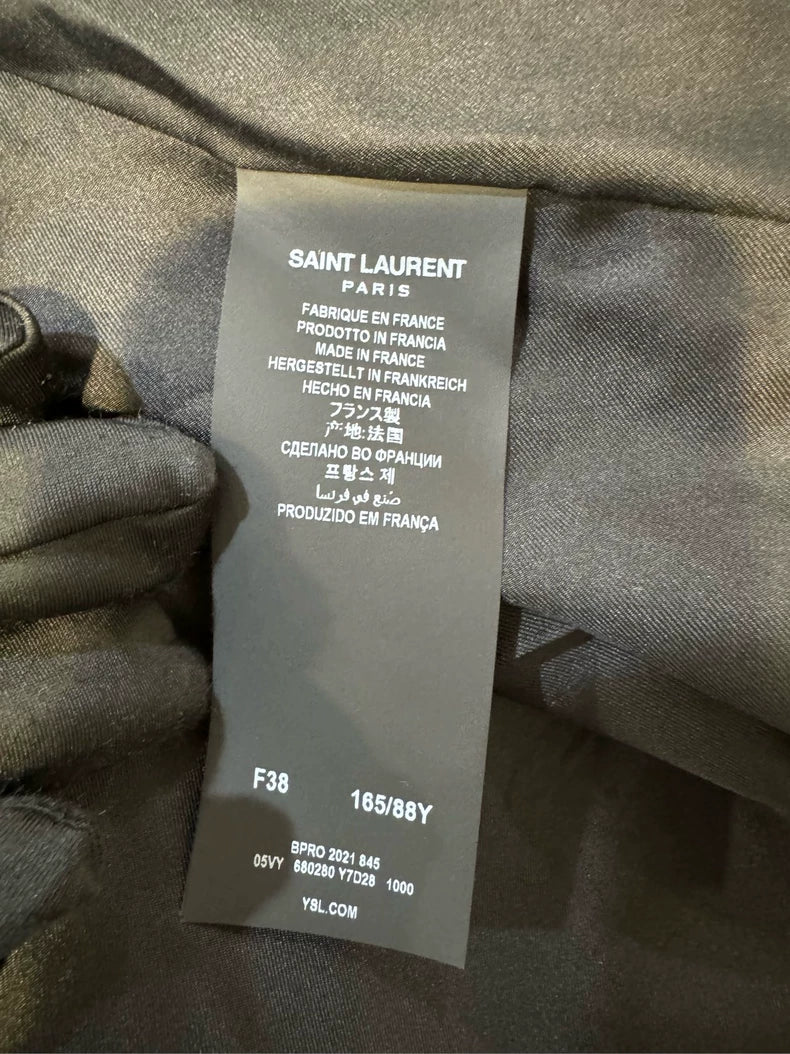 SAINT LAURENT
PARIS
FABRIQUE EN FRANCE
PRODOTTO IN FRANCIA
MADE IN FRANCE
HERGESTELLT IN FRANKREICH
HECHO EN FRANCIA
フランス製
产地:法国
СДЕЛАНО ВО ФРАНЦИИ
프랑스 제
صُنع في فرنسا
PRODUZIDO EM FRANÇA
F38 165/88Y
BPRO 2021 845
05VY 680280 Y7D28 1000
YSL.COM